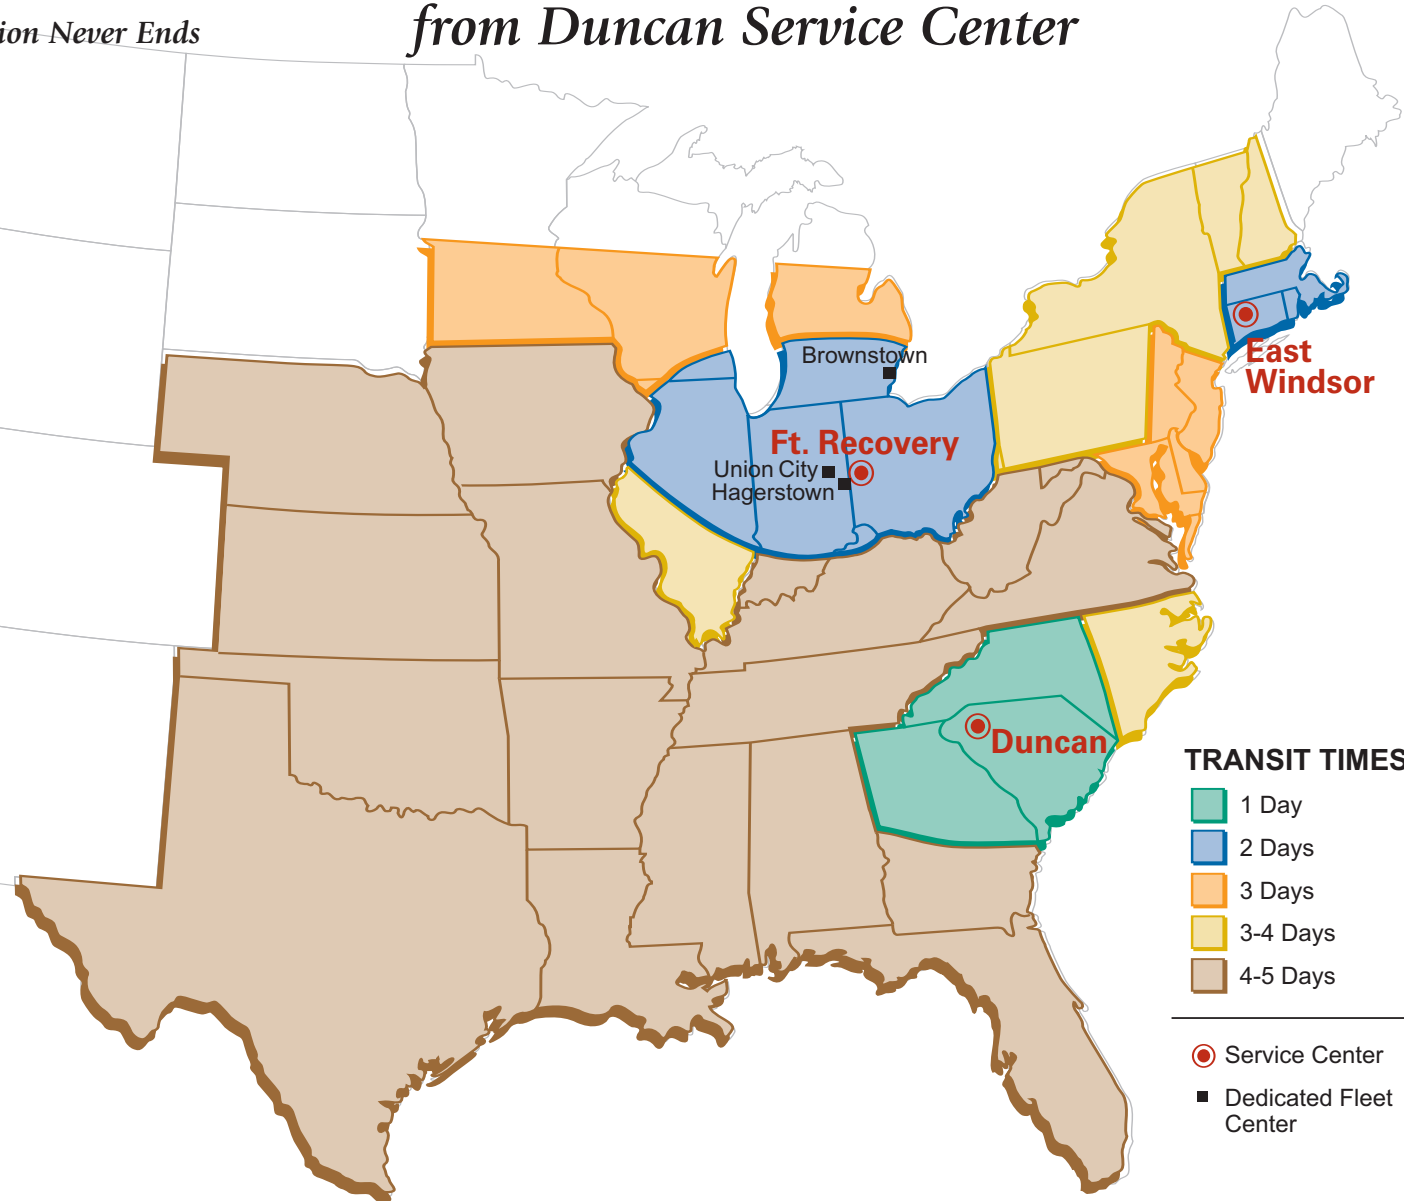 ion Never Ends
from Duncan Service Center
Brownstown
East
Windsor
Ft. Recovery
Union City
Hagerstown
Duncan
TRANSIT TIMES
1 Day
2 Days
3 Days
3-4 Days
4-5 Days
Service Center
Dedicated Fleet
Center